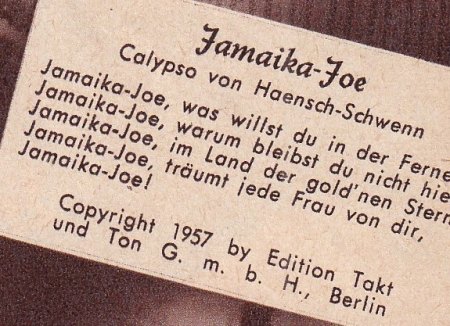 Jamaika-Joe
Calypso von Haensch-Schwenn
Jamaika-Joe, was willst du in der Ferne
Jamaika-Joe, warum bleibst du nicht hie
Jamaika-Joe, im Land der gold'nen Stern
Jamaika-Joe, träumt jede Frau von dir,
Jamaika-Joe!
Copyright 1957 by Edition Takt
und Ton G. m. b. H., Berlin